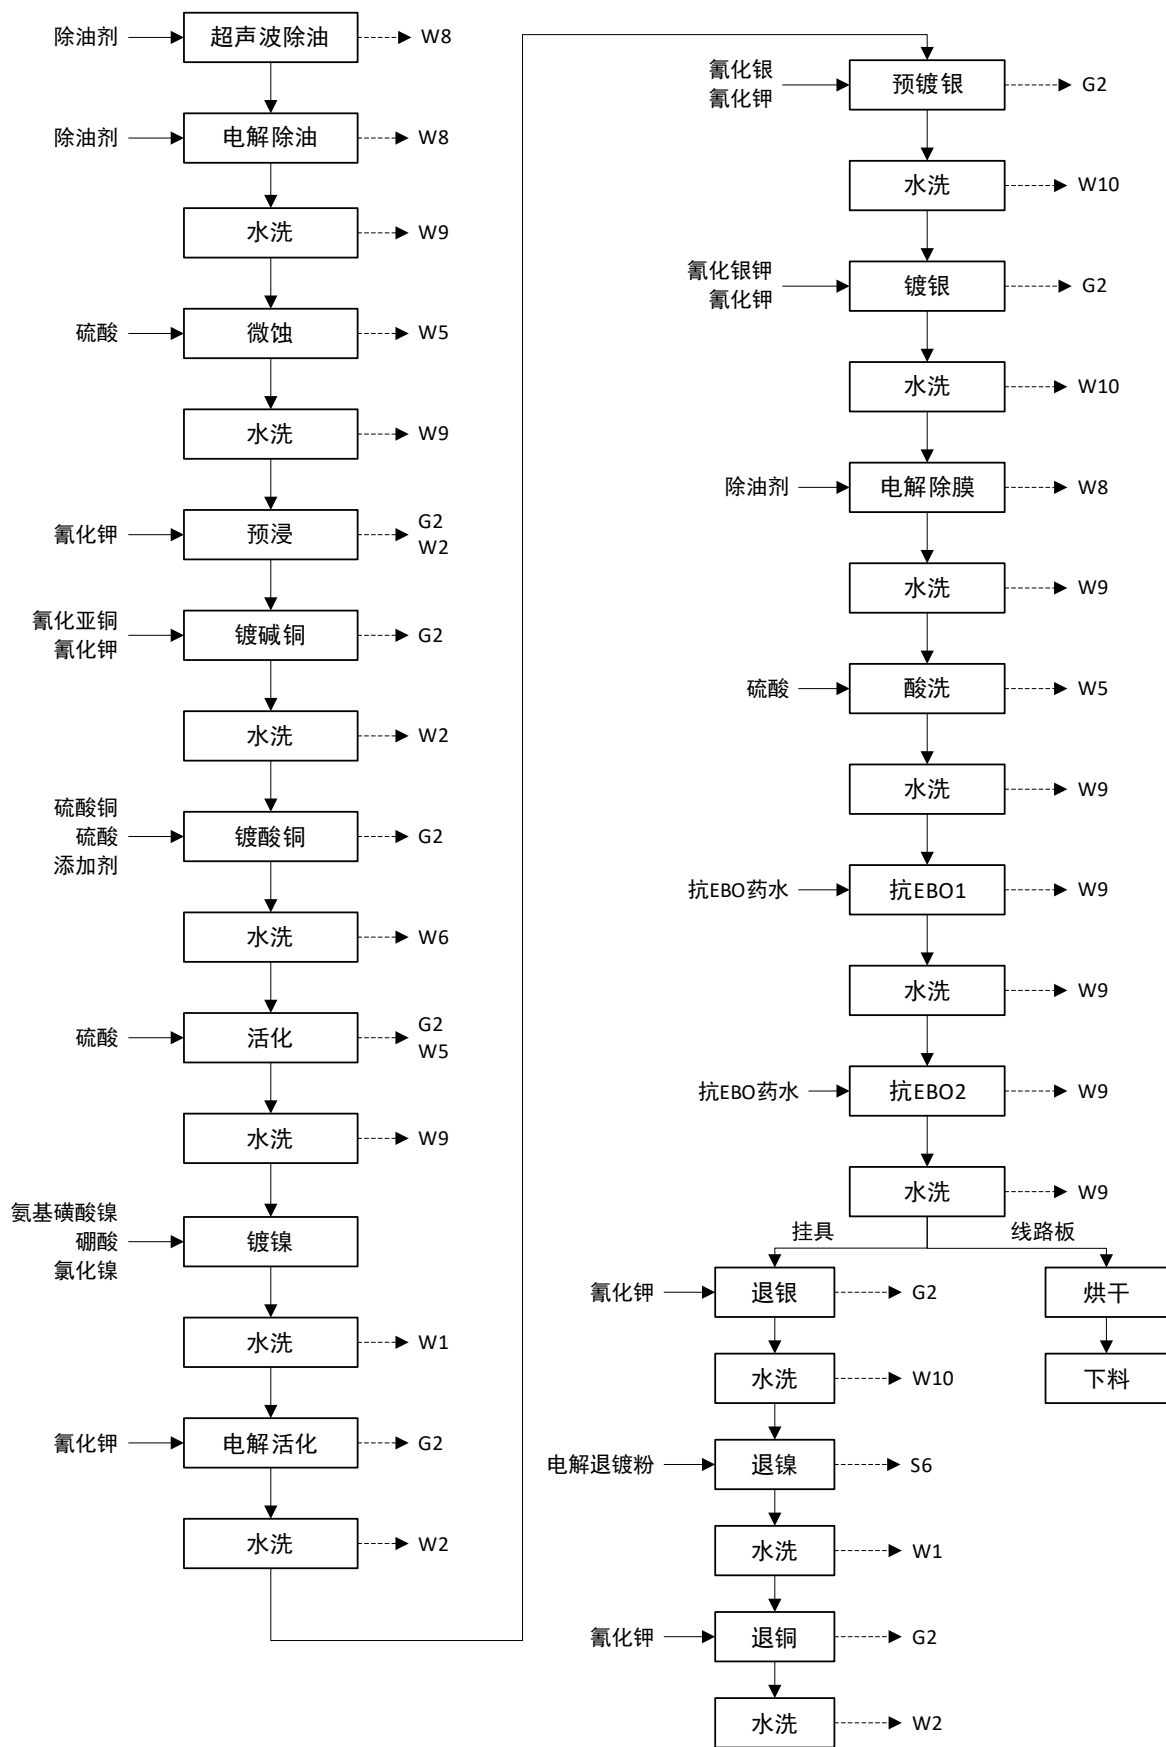 除油剂
超声波除油
W8
除油剂
电解除油
W8
水洗
W9
硫酸
微蚀
W5
水洗
W9
氰化钾
预浸
G2
W2
氰化亚铜
氰化钾
镀碱铜
G2
水洗
W2
硫酸铜
硫酸
添加剂
镀酸铜
G2
水洗
W6
硫酸
活化
G2
W5
水洗
W9
氨基磺酸镍
硼酸
氯化镍
镀镍
水洗
W1
氰化钾
电解活化
G2
水洗
W2
氰化银
氰化钾
预镀银
G2
水洗
W10
氰化银钾
氰化钾
镀银
G2
水洗
W10
除油剂
电解除膜
W8
水洗
W9
硫酸
酸洗
W5
水洗
W9
抗EBO药水
抗EBO1
W9
水洗
W9
抗EBO药水
抗EBO2
W9
水洗
W9
挂具
线路板
氰化钾
退银
G2
烘干
水洗
W10
下料
电解退镀粉
退镍
S6
水洗
W1
氰化钾
退铜
G2
水洗
W2